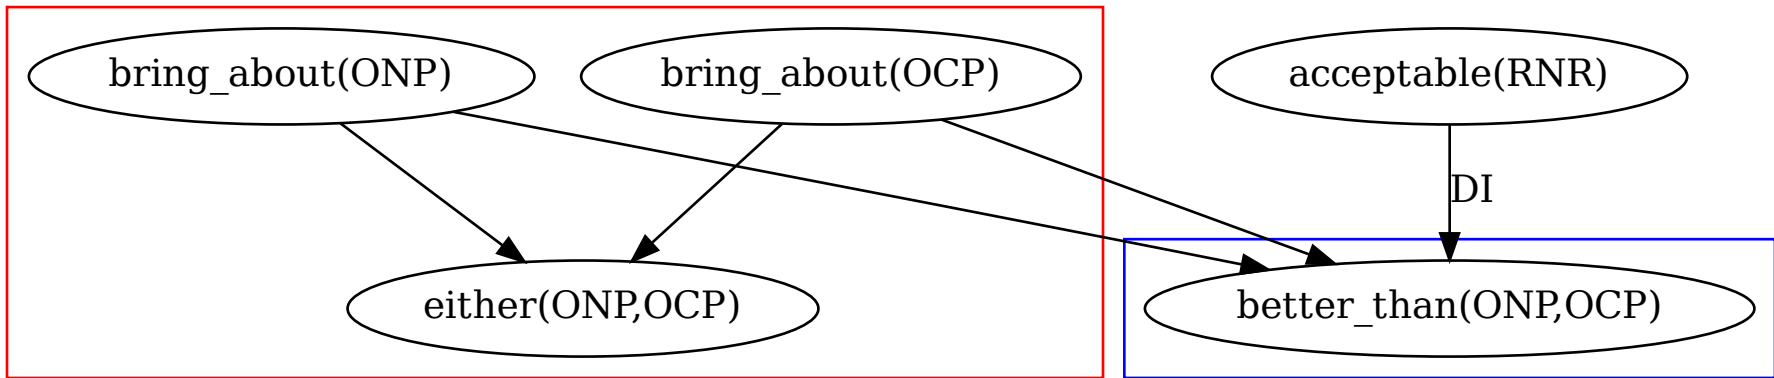 bring_about(ONP)
bring_about(OCP)
acceptable(RNR)
DI
either(ONP,OCP)
better_than(ONP,OCP)